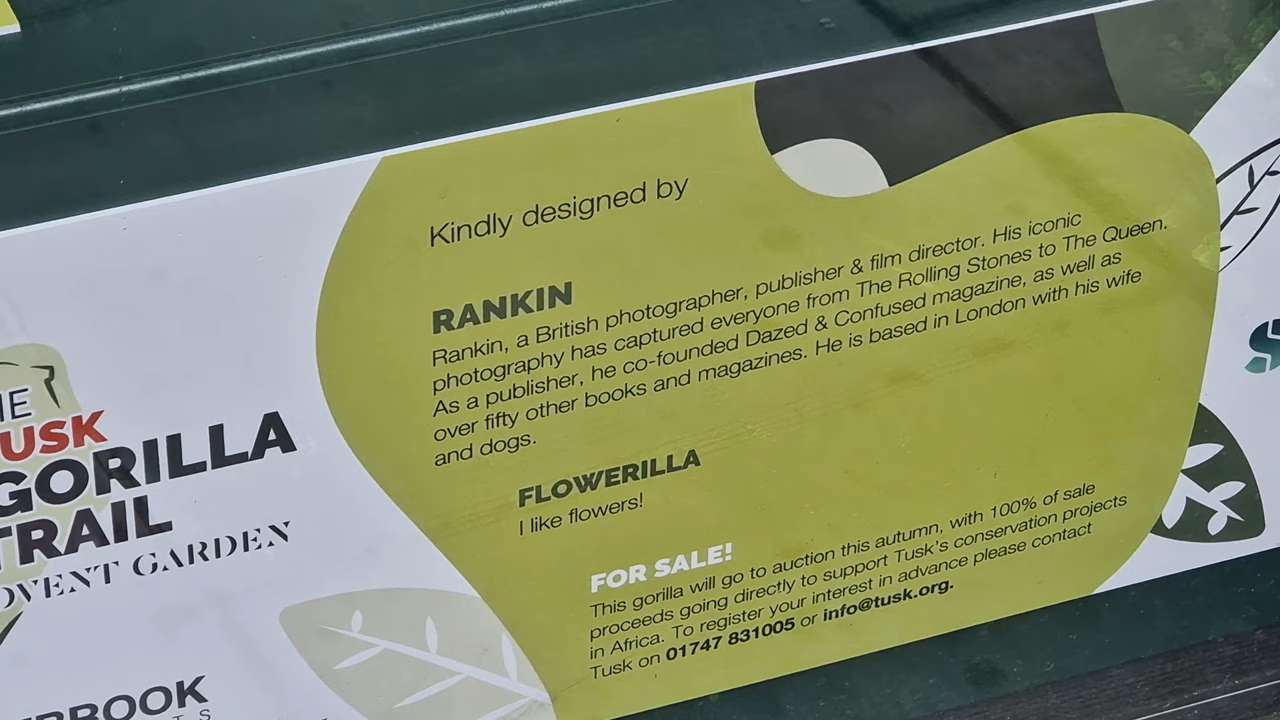 Kindly designed by
RANKIN
Rankin, a British photographer, publisher & film director. His iconic
photography has captured everyone from The Rolling Stones to The Queen.
As a publisher, he co-founded Dazed & Confused magazine, as well as
over fifty other books and magazines. He is based in London with his wife
and dogs.
FLOWERILLA
I like flowers!
FOR SALE!
This gorilla will go to auction this autumn, with 100% of sale
proceeds going directly to support Tusk's conservation projects
in Africa. To register your interest in advance please contact
Tusk on 01747 831005 or info@tusk.org.
GORILLA
TRAIL
GARDEN